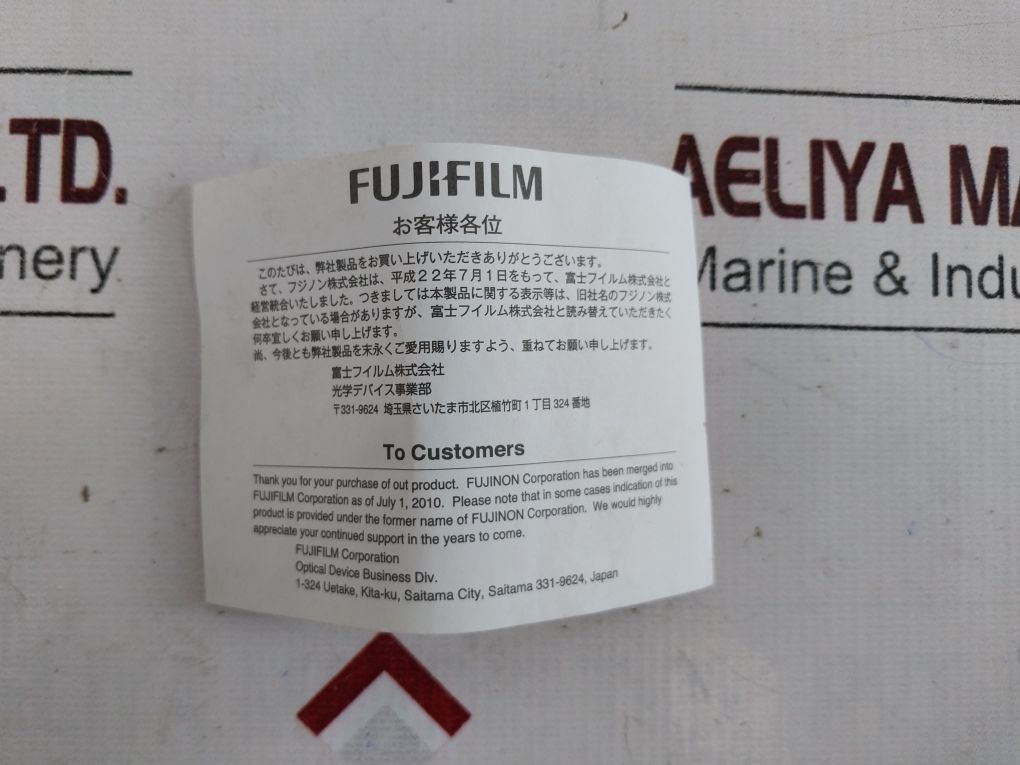 LTD.
nery
AELIYA MA
Marine & Indu
FUJIFILM
お客様各位
このたびは、弊社製品をお買い上げいただきありがとうございます。
さて、フジノン株式会社は、平成22年7月1日をもって、富士フイルム株式会社と
経営統合いたしました。つきましては本製品に関する表示等は、旧社名のフジノン株式
会社となっている場合がありますが、富士フイルム株式会社と読み替えていただきたく
何卒宜しくお願い申し上げます。
尚、今後とも弊社製品を末永くご愛用賜りますよう、重ねてお願い申し上げます。
富士フイルム株式会社
光学デバイス事業部
〒331-9624 埼玉県さいたま市北区植竹町1丁目324番地
To Customers
Thank you for your purchase of out product. FUJINON Corporation has been merged into
FUJIFILM Corporation as of July 1, 2010. Please note that in some cases indication of this
product is provided under the former name of FUJINON Corporation. We would highly
appreciate your continued support in the years to come.
FUJIFILM Corporation
Optical Device Business Div.
1-324 Uetake, Kita-ku, Saitama City, Saitama 331-9624, Japan